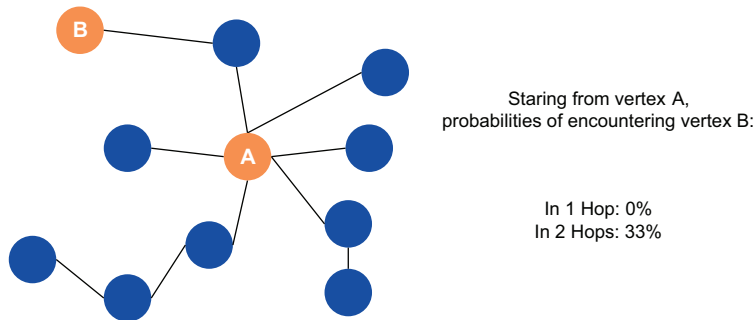 B
A
Staring from vertex A,
probabilities of encountering vertex B:
In 1 Hop: 0%
In 2 Hops: 33%